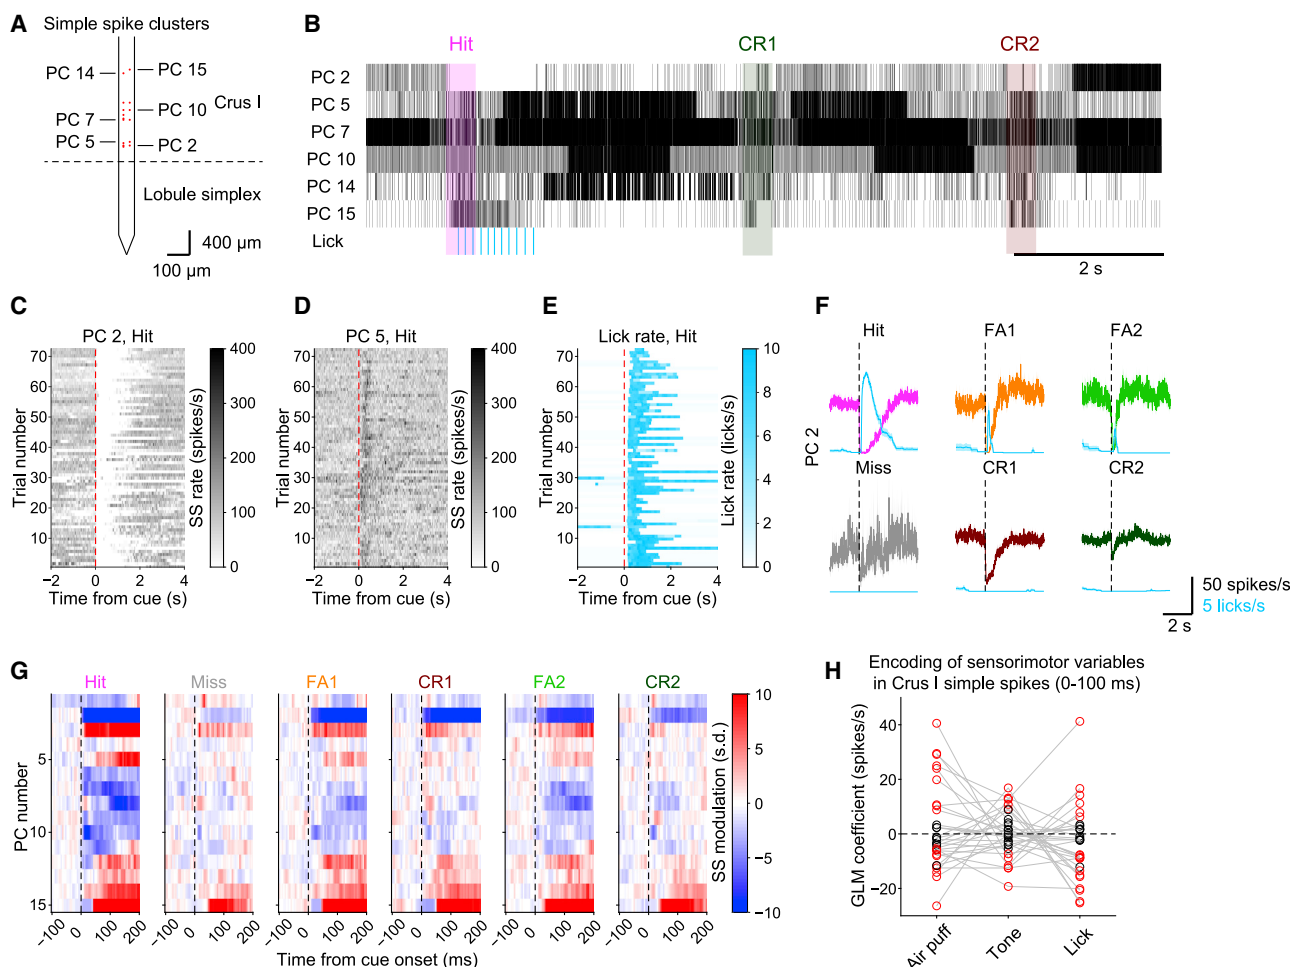 A
Simple spike clusters
PC 14
PC 15
PC 10
Crus I
PC 7
PC 5
PC 2
Lobule simplex
400 µm
100 µm
B
Hit
CR1
CR2
PC 2
PC 5
PC 7
PC 10
PC 14
PC 15
Lick
2 s
C
PC 2, Hit
Trial number
70
60
50
40
30
20
10
−2 0 2 4
Time from cue (s)
400
300
200
100
0
SS rate (spikes/s)
D
PC 5, Hit
Trial number
70
60
50
40
30
20
10
−2 0 2 4
Time from cue (s)
400
300
200
100
0
SS rate (spikes/s)
E
Lick rate, Hit
Trial number
70
60
50
40
30
20
10
−2 0 2 4
Time from cue (s)
10
8
6
4
2
0
Lick rate (licks/s)
F
Hit
FA1
FA2
PC 2
Miss
CR1
CR2
50 spikes/s
5 licks/s
2 s
G
Hit
Miss
FA1
CR1
FA2
CR2
PC number
5
10
15
−100 0 100 200
−100 0 100 200
−100 0 100 200
−100 0 100 200
−100 0 100 200
−100 0 100 200
Time from cue onset (ms)
10
5
0
−5
−10
SS modulation (s.d.)
H
Encoding of sensorimotor variables
in Crus I simple spikes (0-100 ms)
GLM coefficient (spikes/s)
40
20
0
−20
Air puff
Tone
Lick